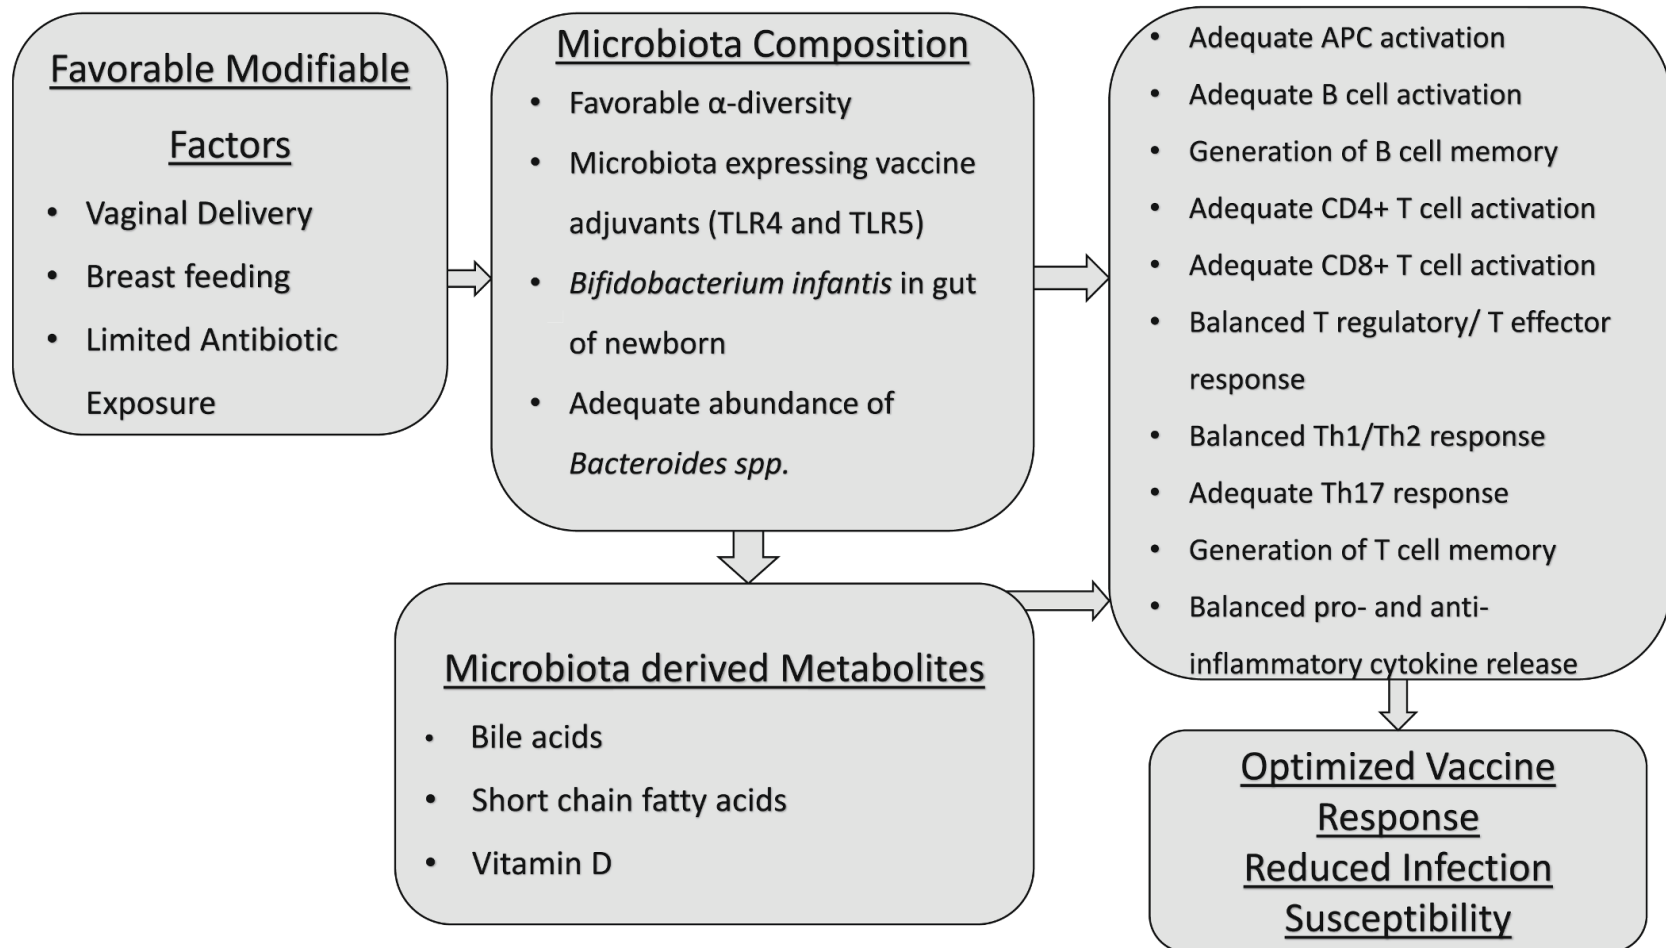 Favorable Modifiable
Factors
• Vaginal Delivery
• Breast feeding
• Limited Antibiotic
Exposure
Microbiota Composition
• Favorable α-diversity
• Microbiota expressing vaccine
adjuvants (TLR4 and TLR5)
• Bifidobacterium infantis in gut
of newborn
• Adequate abundance of
Bacteroides spp.
Microbiota derived Metabolites
• Bile acids
• Short chain fatty acids
• Vitamin D
• Adequate APC activation
• Adequate B cell activation
• Generation of B cell memory
• Adequate CD4+ T cell activation
• Adequate CD8+ T cell activation
• Balanced T regulatory/ T effector
response
• Balanced Th1/Th2 response
• Adequate Th17 response
• Generation of T cell memory
• Balanced pro- and anti-
inflammatory cytokine release
Optimized Vaccine
Response
Reduced Infection
Susceptibility